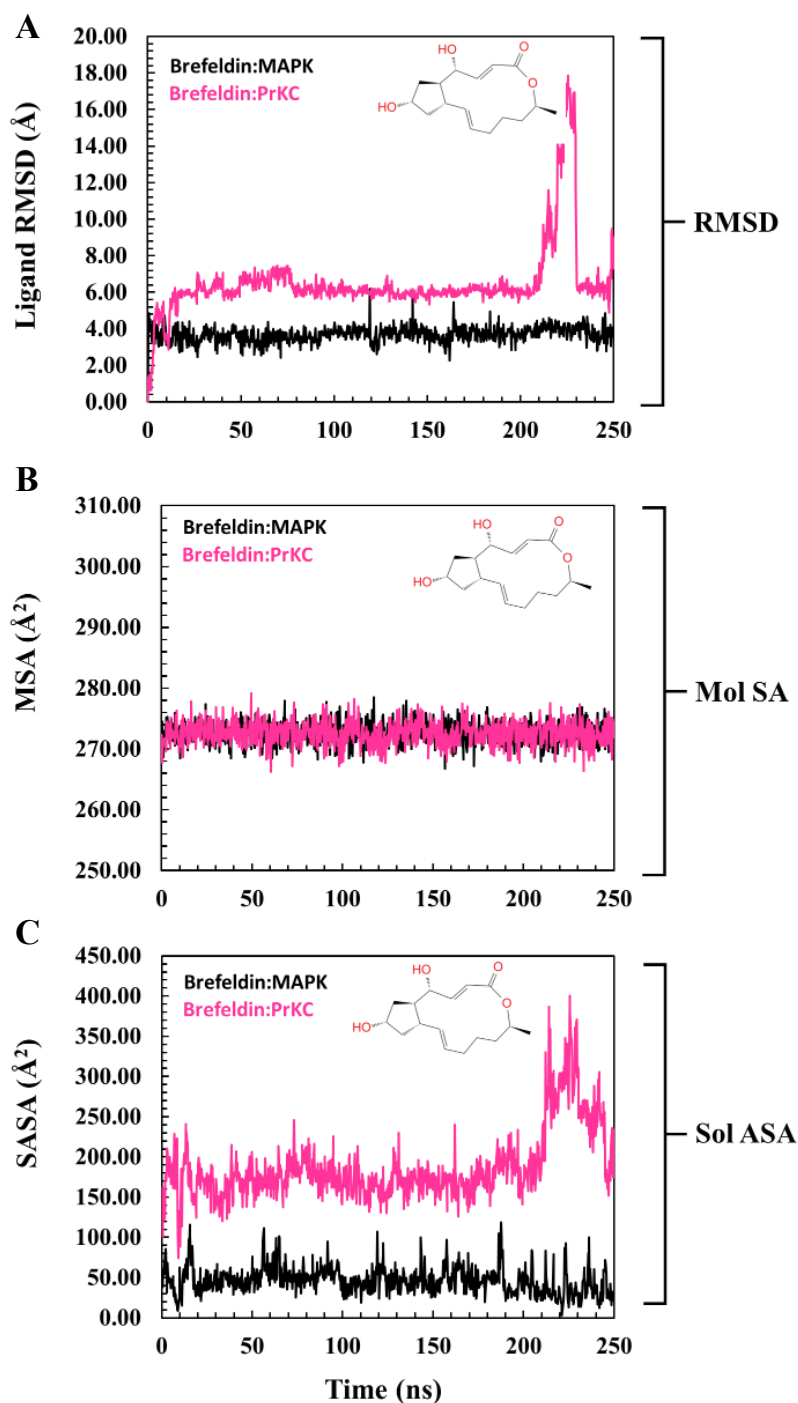 A
20.00
18.00
16.00
14.00
12.00
10.00
8.00
6.00
4.00
2.00
0.00
Ligand RMSD (Å)
Brefeldin:MAPK
Brefeldin:PrKC
HO
O
O
HO
0 50 100 150 200 250
RMSD
B
310.00
300.00
290.00
280.00
270.00
260.00
250.00
MSA (Å²)
Brefeldin:MAPK
Brefeldin:PrKC
HO
O
O
HO
0 50 100 150 200 250
Mol SA
C
450.00
400.00
350.00
300.00
250.00
200.00
150.00
100.00
50.00
0.00
SASA (Å²)
Brefeldin:MAPK
Brefeldin:PrKC
HO
O
O
HO
0 50 100 150 200 250
Sol ASA
Time (ns)